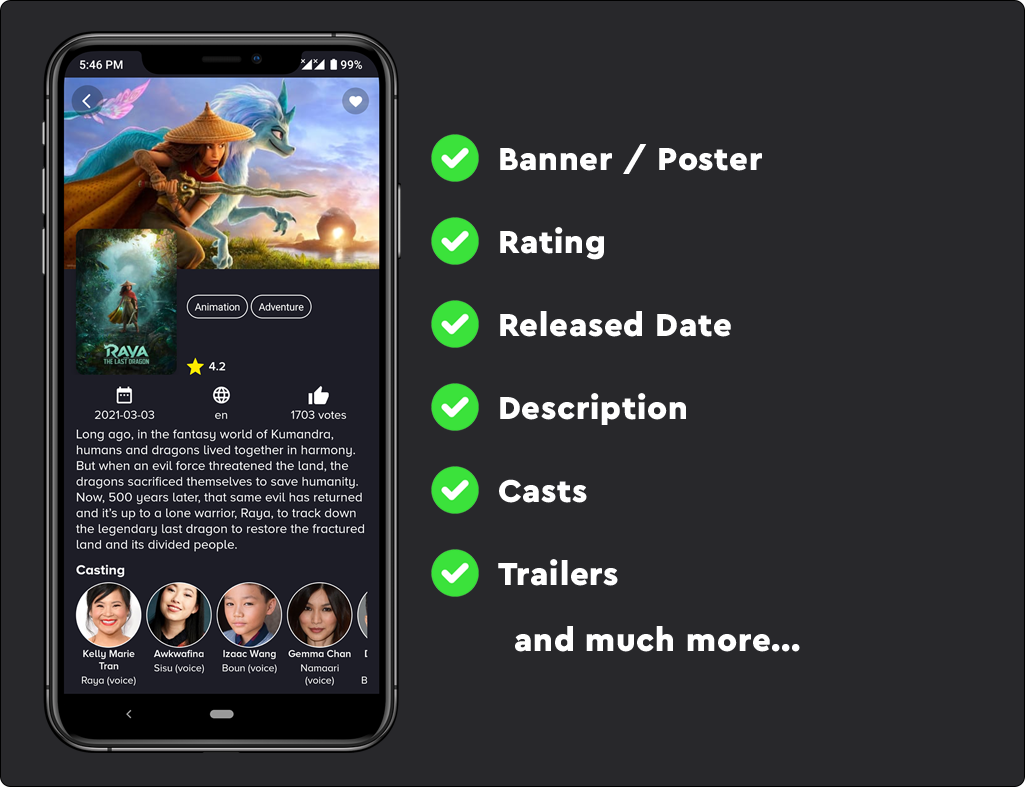 5:46 PM
99%
Animation
Adventure
RAYA
THE LAST DRAGON
4.2
2021-03-03
en
1703 votes
Long ago, in the fantasy world of Kumandra,
humans and dragons lived together in harmony.
But when an evil force threatened the land, the
dragons sacrificed themselves to save humanity.
Now, 500 years later, that same evil has returned
and it's up to a lone warrior, Raya, to track down
the legendary last dragon to restore the fractured
land and its divided people.
Casting
Kelly Marie
Tran
Raya (voice)
Awkwafina
Sisu (voice)
Izaac Wang
Boun (voice)
Gemma Chan
Namaari
(voice)
B
Banner / Poster
Rating
Released Date
Description
Casts
Trailers
and much more...